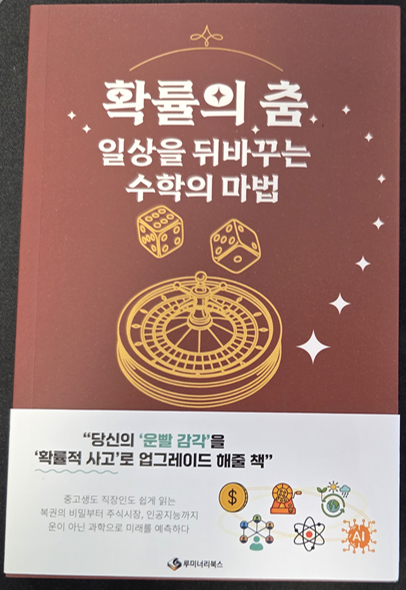 확률의 춤
일상을 뒤바꾸는
수학의 마법
“당신의 ‘운빨 감각’을
‘확률적 사고’로 업그레이드 해줄 책”
중고생도 직장인도 쉽게 읽는
복권의 비밀부터 주식시장, 인공지능까지
운이 아닌 과학으로 미래를 예측하다
$
AI
루미너리북스